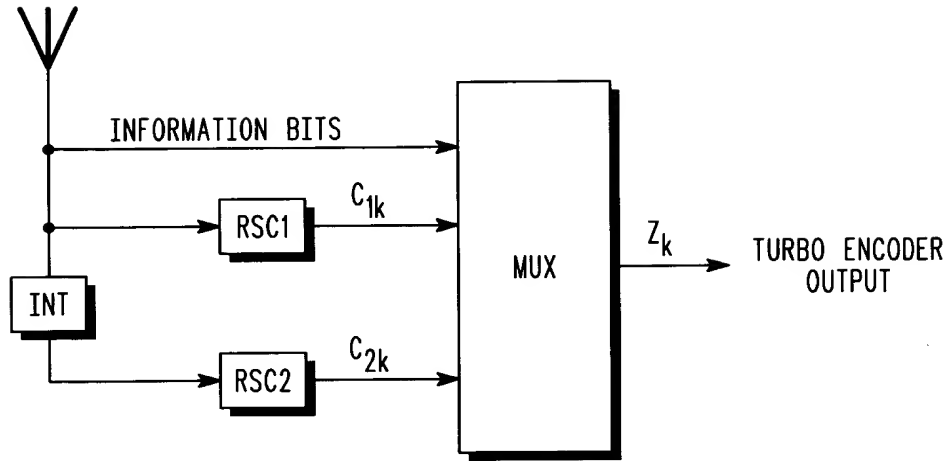 INFORMATION BITS
RSC1
C1k
INT
RSC2
C2k
MUX
Zk
TURBO ENCODER
OUTPUT